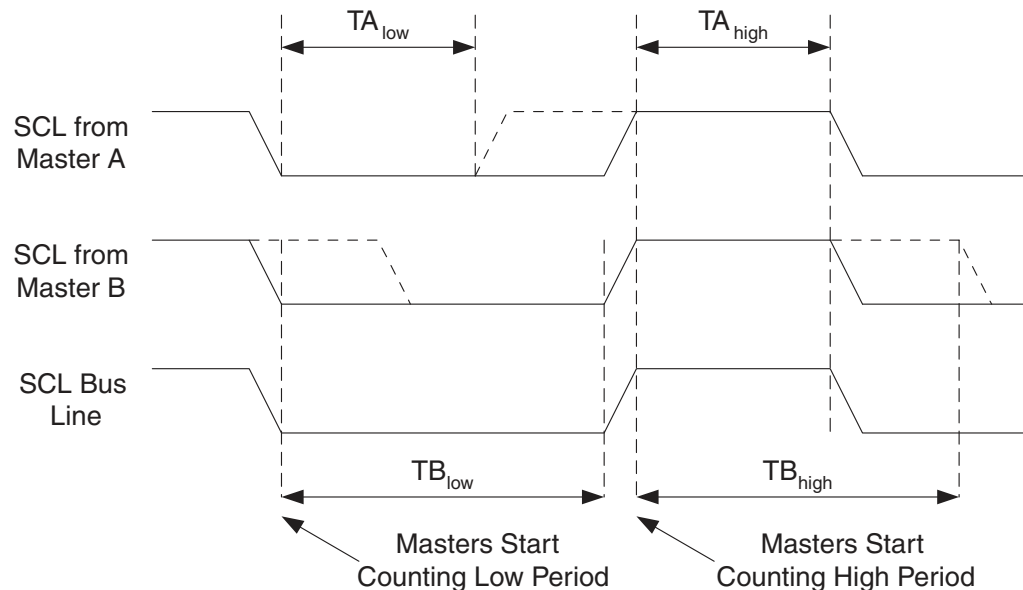 TA low
TA high
SCL from
Master A
SCL from
Master B
SCL Bus
Line
TB low
TB high
Masters Start
Counting Low Period
Masters Start
Counting High Period